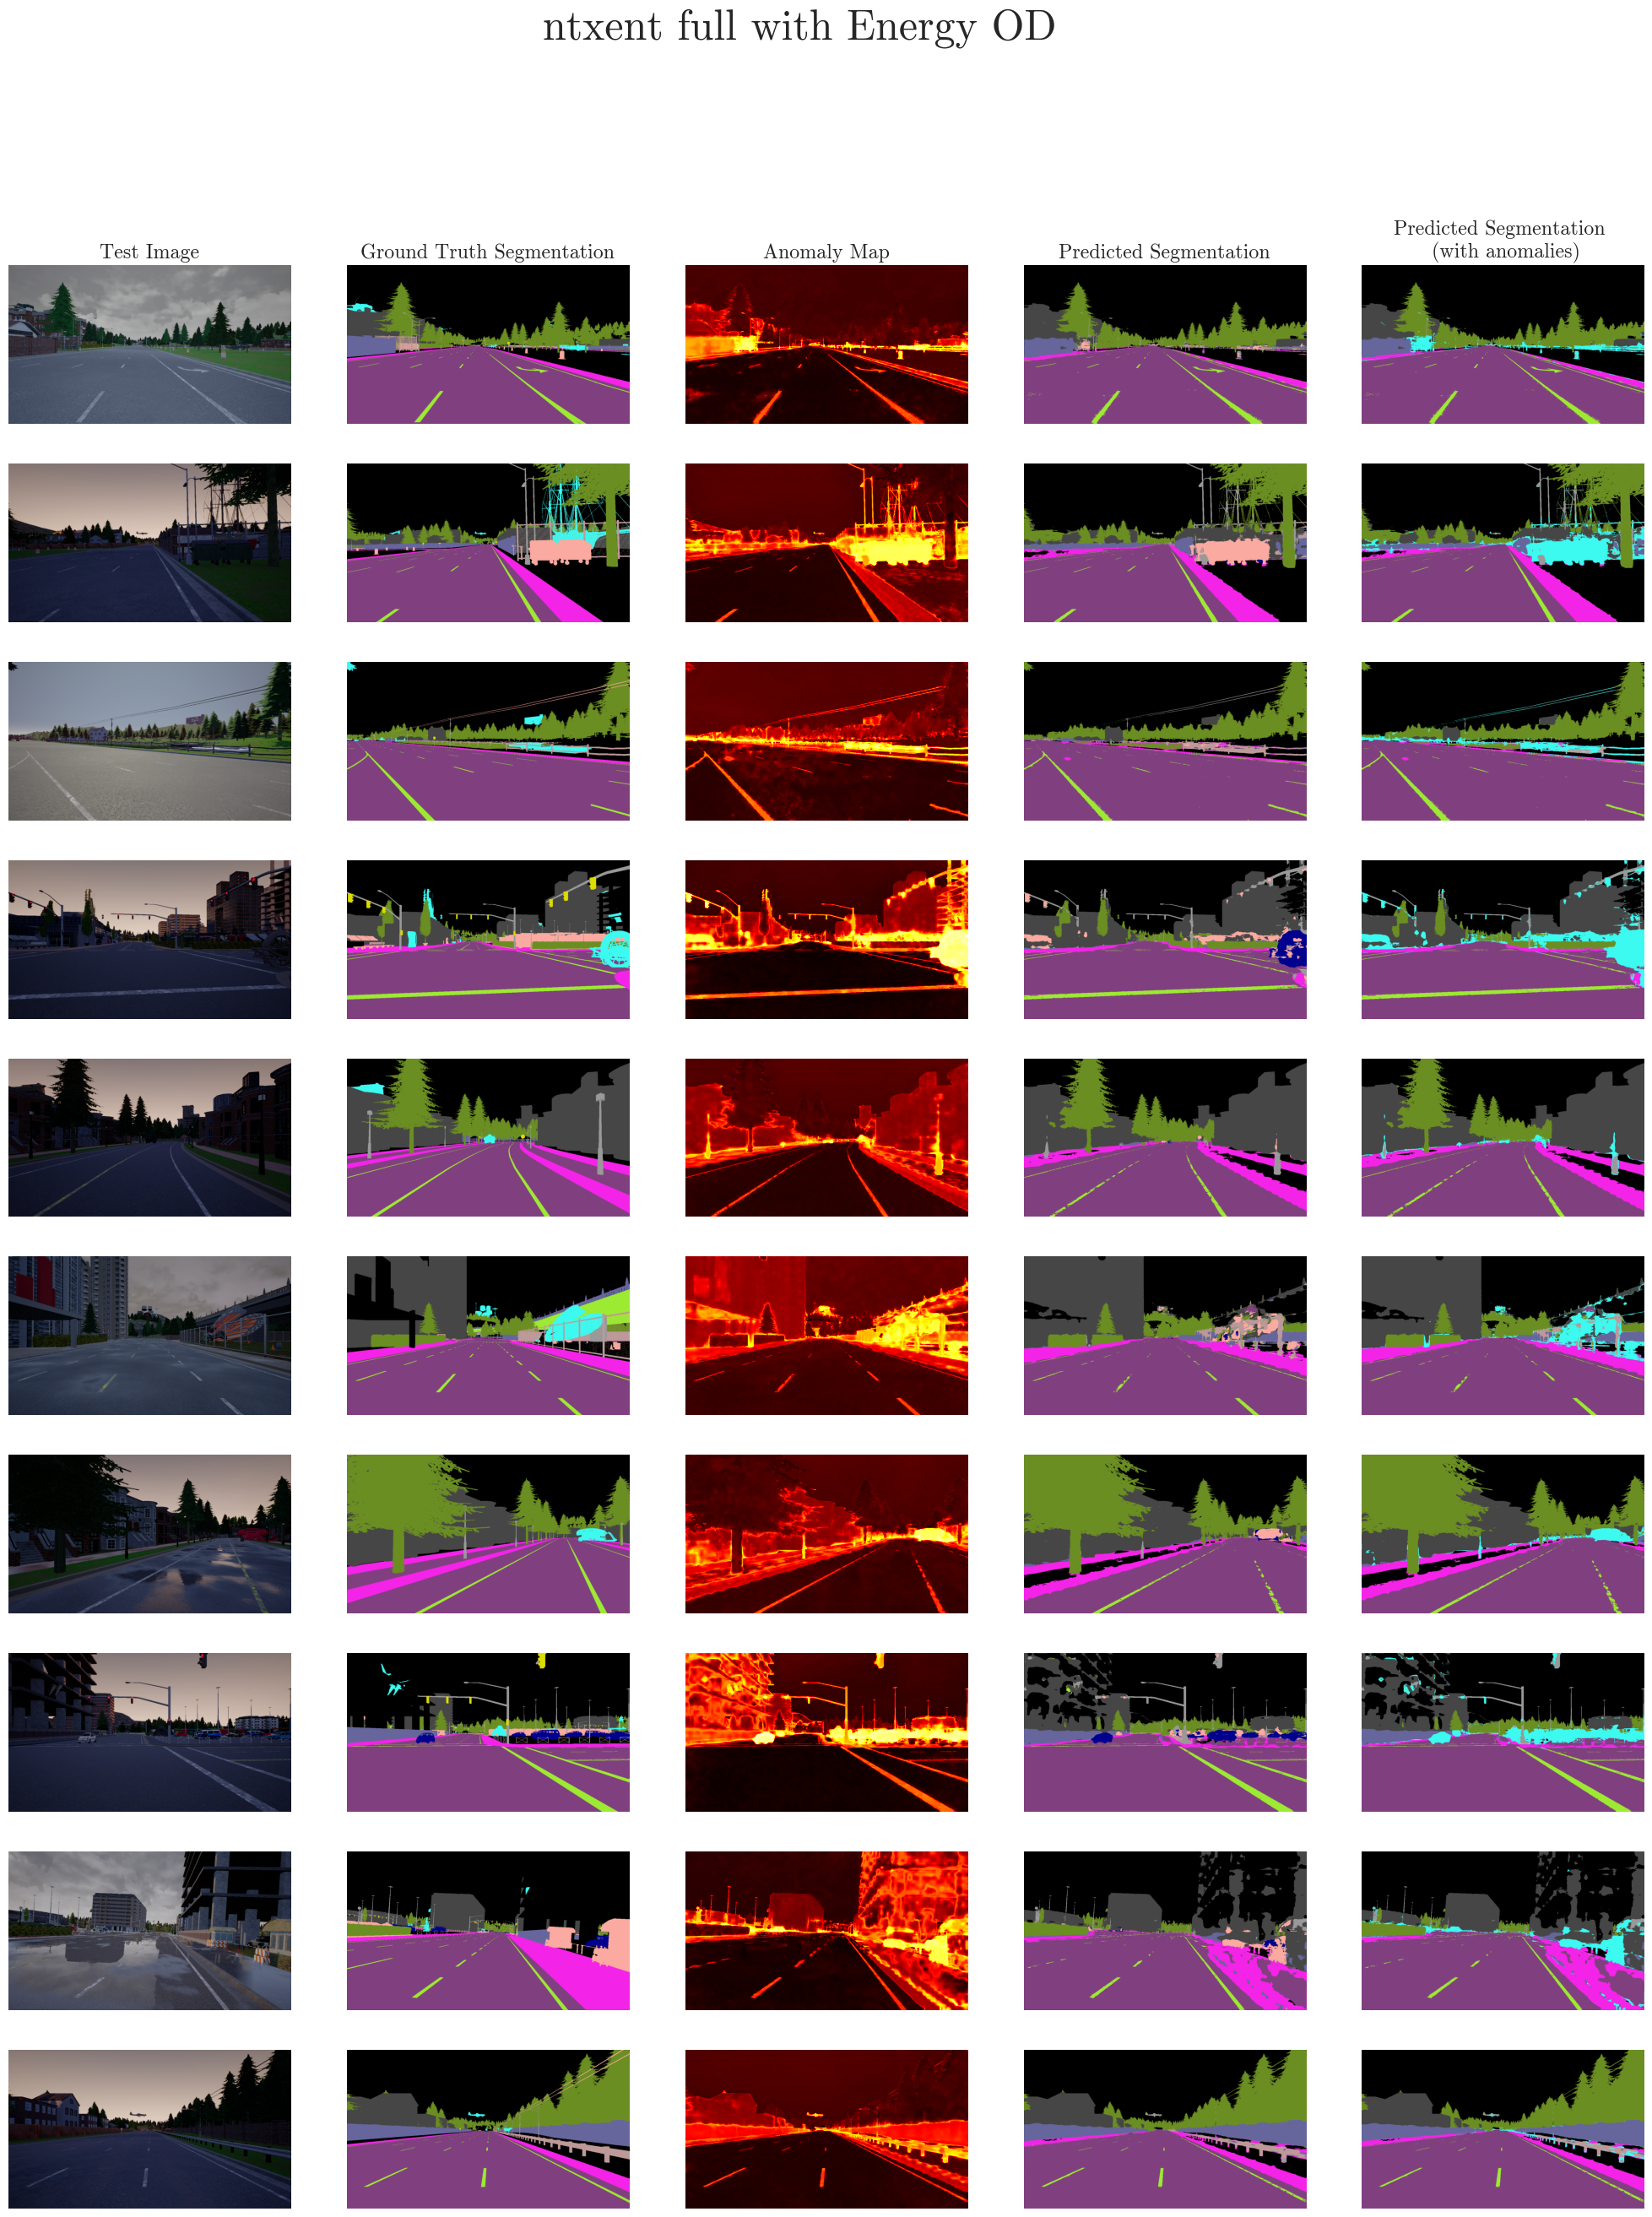 ntxent full with Energy OD
Test Image
Ground Truth Segmentation
Anomaly Map
Predicted Segmentation
Predicted Segmentation
(with anomalies)